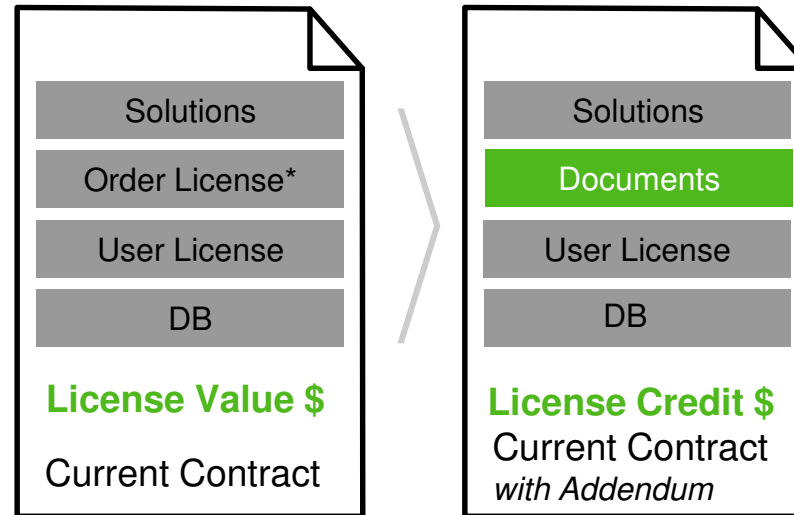 Solutions
Order License*
User License
DB
License Value $
Current Contract
Solutions
Documents
User License
DB
License Credit $
Current Contract
with Addendum